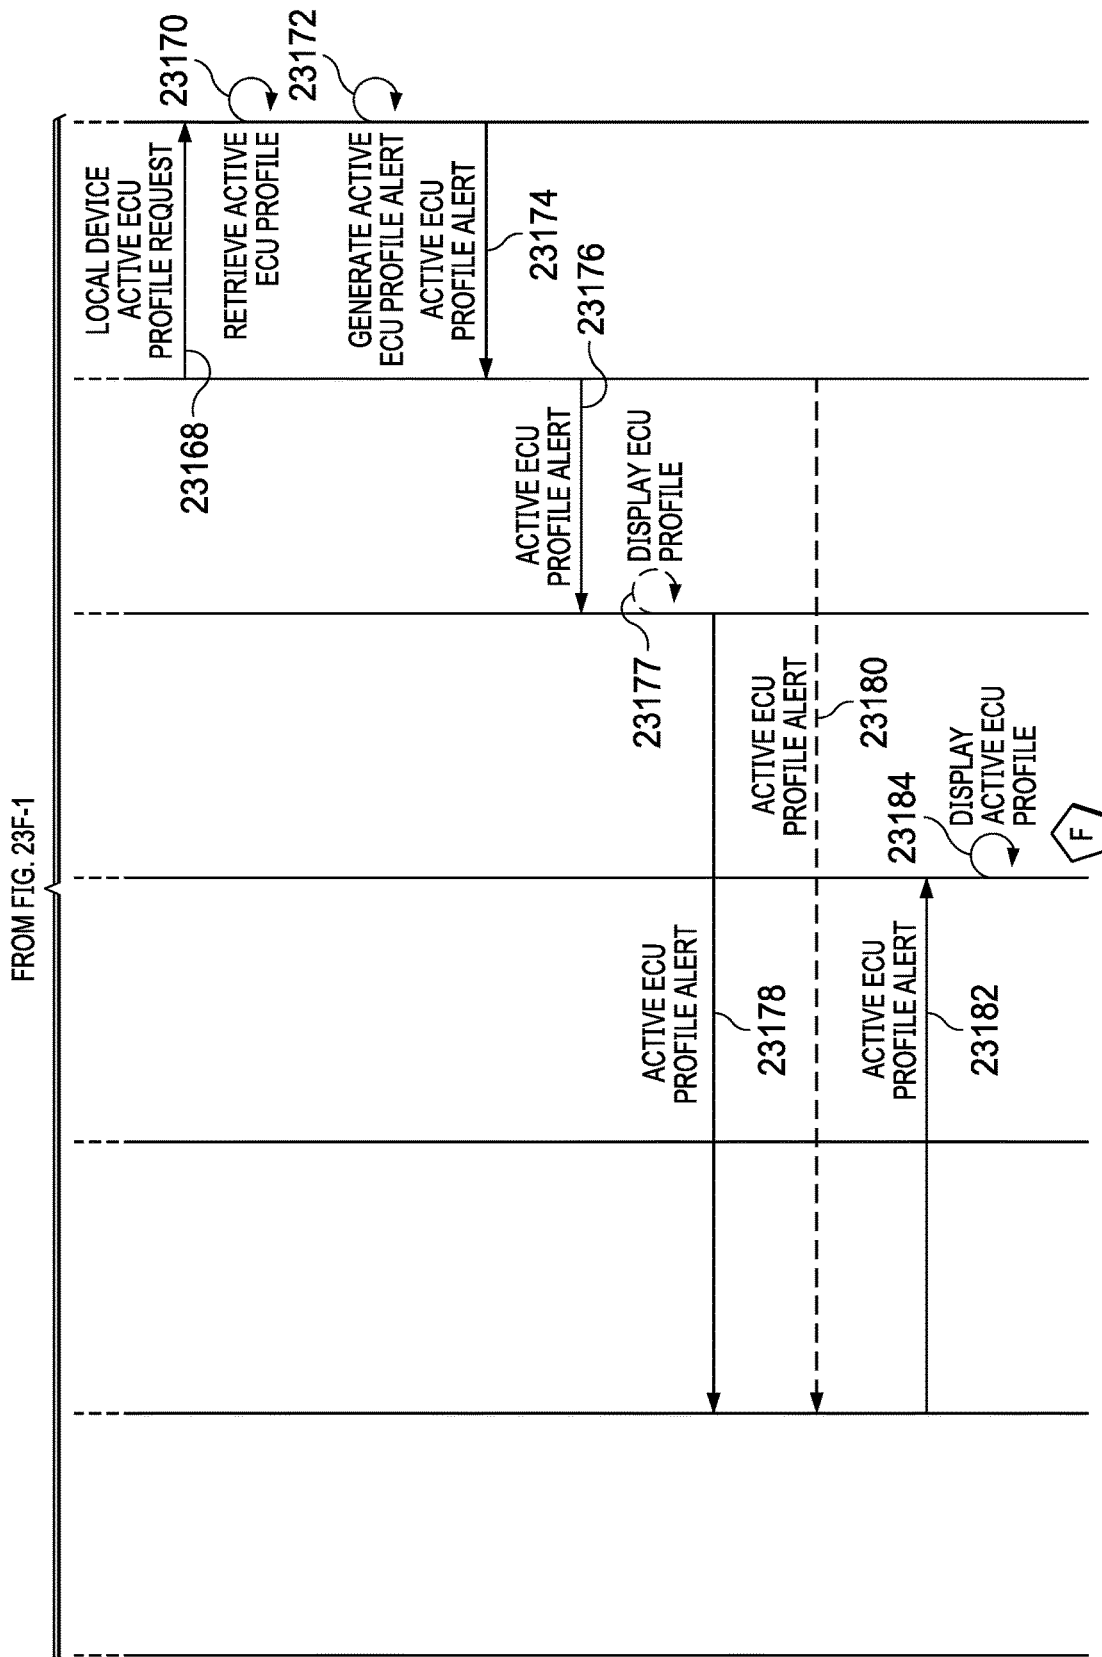 FROM FIG. 23F-1
LOCAL DEVICE
ACTIVE ECU
PROFILE REQUEST
23168
23170
RETRIEVE ACTIVE
ECU PROFILE
23172
GENERATE ACTIVE
ECU PROFILE ALERT
ACTIVE ECU
PROFILE ALERT
23174
23176
ACTIVE ECU
PROFILE ALERT
DISPLAY ECU
PROFILE
23177
ACTIVE ECU
PROFILE ALERT
23178
ACTIVE ECU
PROFILE ALERT
23180
ACTIVE ECU
PROFILE ALERT
23182
23184
DISPLAY
ACTIVE ECU
PROFILE
F